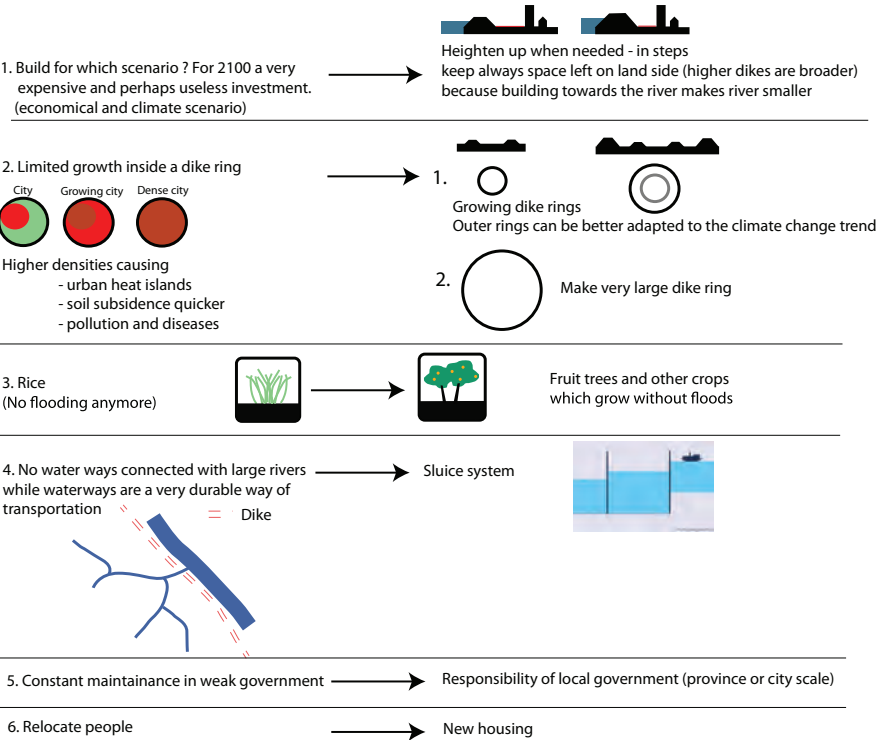 1. Build for which scenario ? For 2100 a very
expensive and perhaps useless investment.
(economical and climate scenario)
Heighten up when needed - in steps
keep always space left on land side (higher dikes are broader)
because building towards the river makes river smaller
2. Limited growth inside a dike ring
City
Growing city
Dense city
Higher densities causing
- urban heat islands
- soil subsidence quicker
- pollution and diseases
1.
Growing dike rings
Outer rings can be better adapted to the climate change trend
2.
Make very large dike ring
3. Rice
(No flooding anymore)
Fruit trees and other crops
which grow without floods
4. No water ways connected with large rivers
while waterways are a very durable way of
transportation
Dike
Sluice system
5. Constant maintainance in weak government
Responsibility of local government (province or city scale)
6. Relocate people
New housing